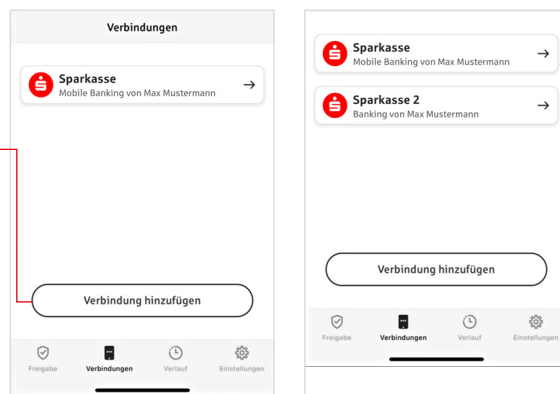 Verbindungen
Sparkasse
Mobile Banking von Max Mustermann
Verbindung hinzufügen
Freigabe
Verbindungen
Verlauf
Einstellungen
Sparkasse
Mobile Banking von Max Mustermann
Sparkasse 2
Banking von Max Mustermann
Verbindung hinzufügen
Freigabe
Verbindungen
Verlauf
Einstellungen